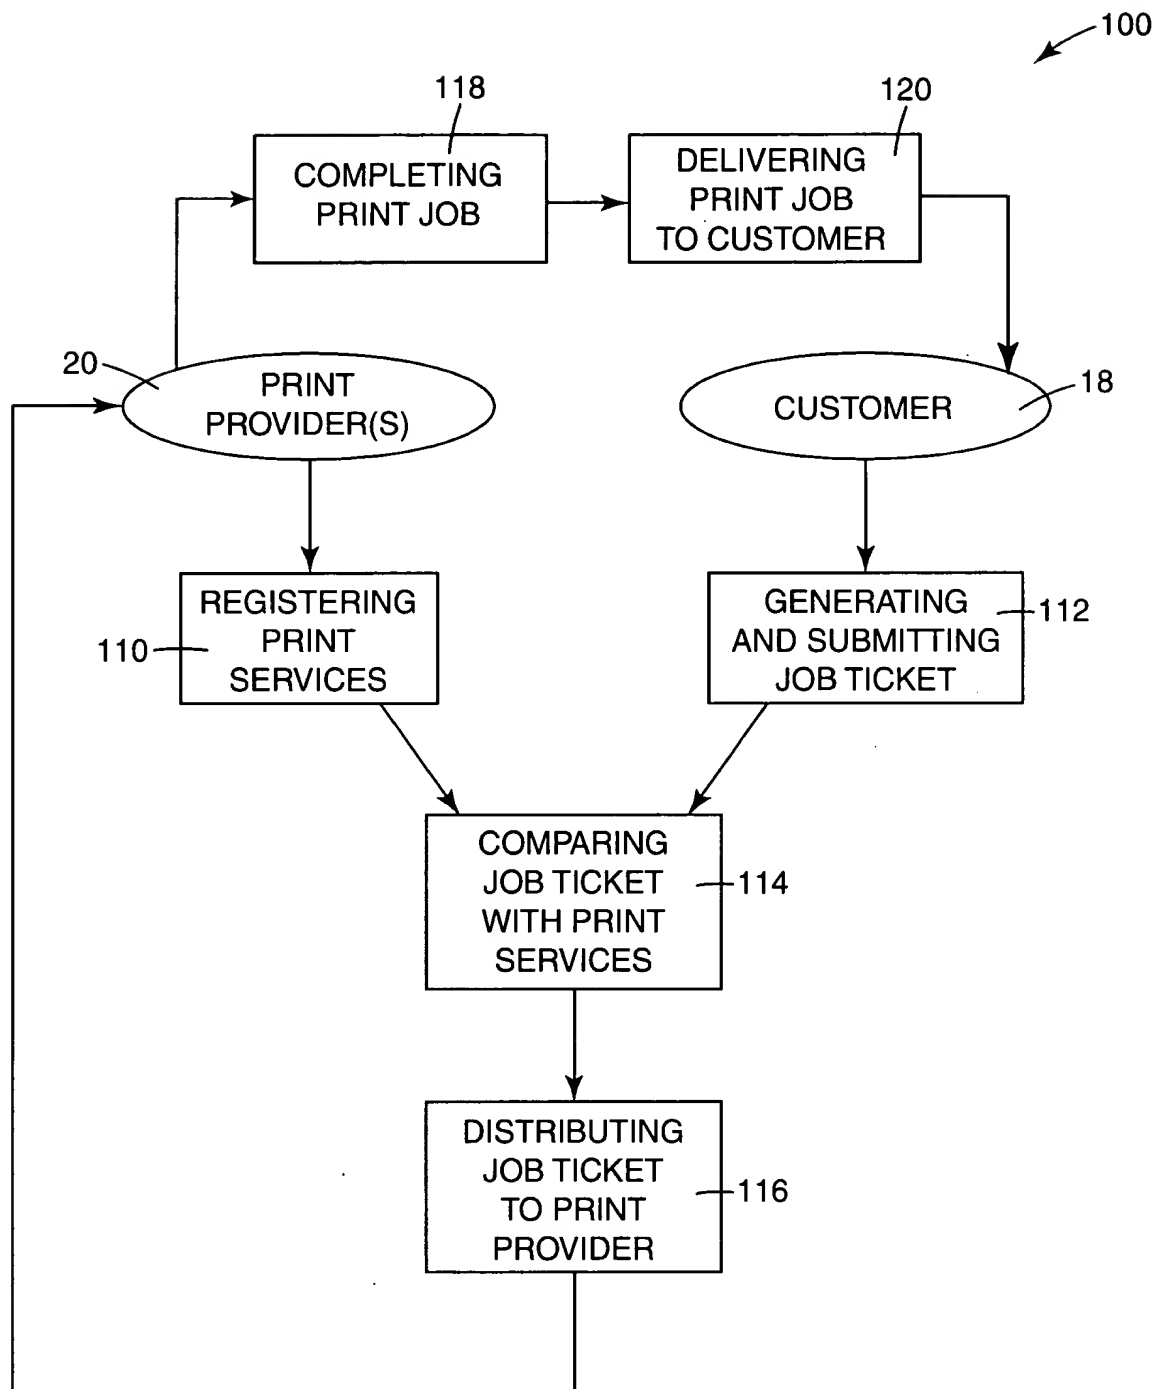 100
118
120
COMPLETING
PRINT JOB
DELIVERING
PRINT JOB
TO CUSTOMER
20
PRINT
PROVIDER(S)
CUSTOMER
18
REGISTERING
PRINT
SERVICES
110
GENERATING
AND SUBMITTING
JOB TICKET
112
COMPARING
JOB TICKET
WITH PRINT
SERVICES
114
DISTRIBUTING
JOB TICKET
TO PRINT
PROVIDER
116